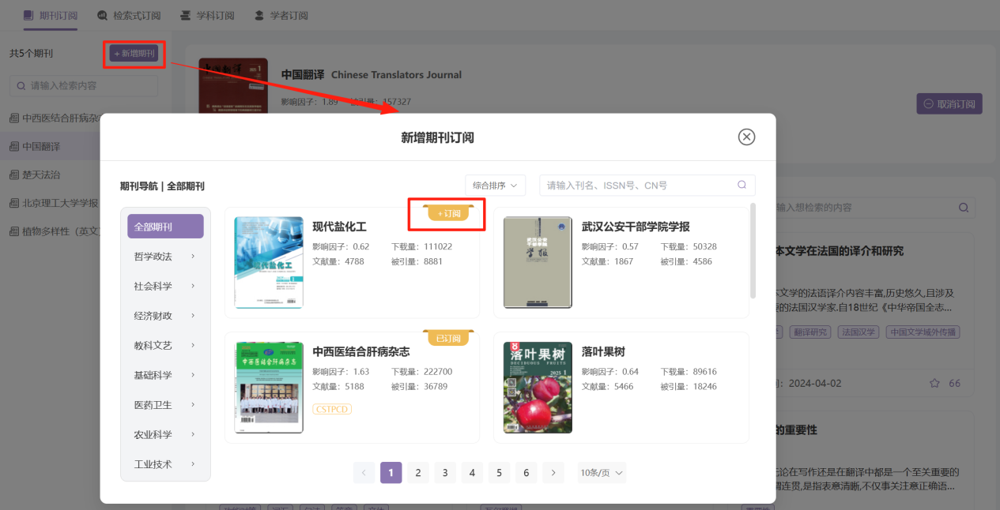 期刊订阅 检索式订阅 学科订阅 学者订阅
共5个期刊 + 新增期刊
请输入检索内容
中西医结合肝病杂
中国翻译
楚天法治
北京理工大学学报
植物多样性（英文
中国翻译 Chinese Translators Journal
影响因子：1.89 被引量：157327
取消订阅
新增期刊订阅
期刊导航 | 全部期刊
综合排序
请输入刊名、ISSN号、CN号
全部期刊
哲学政法
社会科学
经济财政
教科文艺
基础科学
医药卫生
农业科学
工业技术
+ 订阅
现代盐化工
影响因子：0.62 下载量：111022
文献量：4788 被引量：8881
武汉公安干部学院学报
影响因子：0.57 下载量：50328
文献量：1867 被引量：4586
已订阅
中西医结合肝病杂志
影响因子：1.63 下载量：222700
文献量：5188 被引量：36789
CSTPCD
落叶果树
影响因子：0.64 下载量：89616
文献量：5466 被引量：18246
1 2 3 4 5 6 10条/页
输入想检索的内容
本文学在法国的译介和研究
文学的法语译介内容丰富,历史悠久,且涉及
的法国汉学家.自18世纪《中华帝国全志...
翻译研究 法国汉学 中国文学域外传播
：2024-04-02 66
的重要性
论在写作还是在翻译中都是一个至关重要的
连贯,是指表意清晰,不仅事关注意正确语...